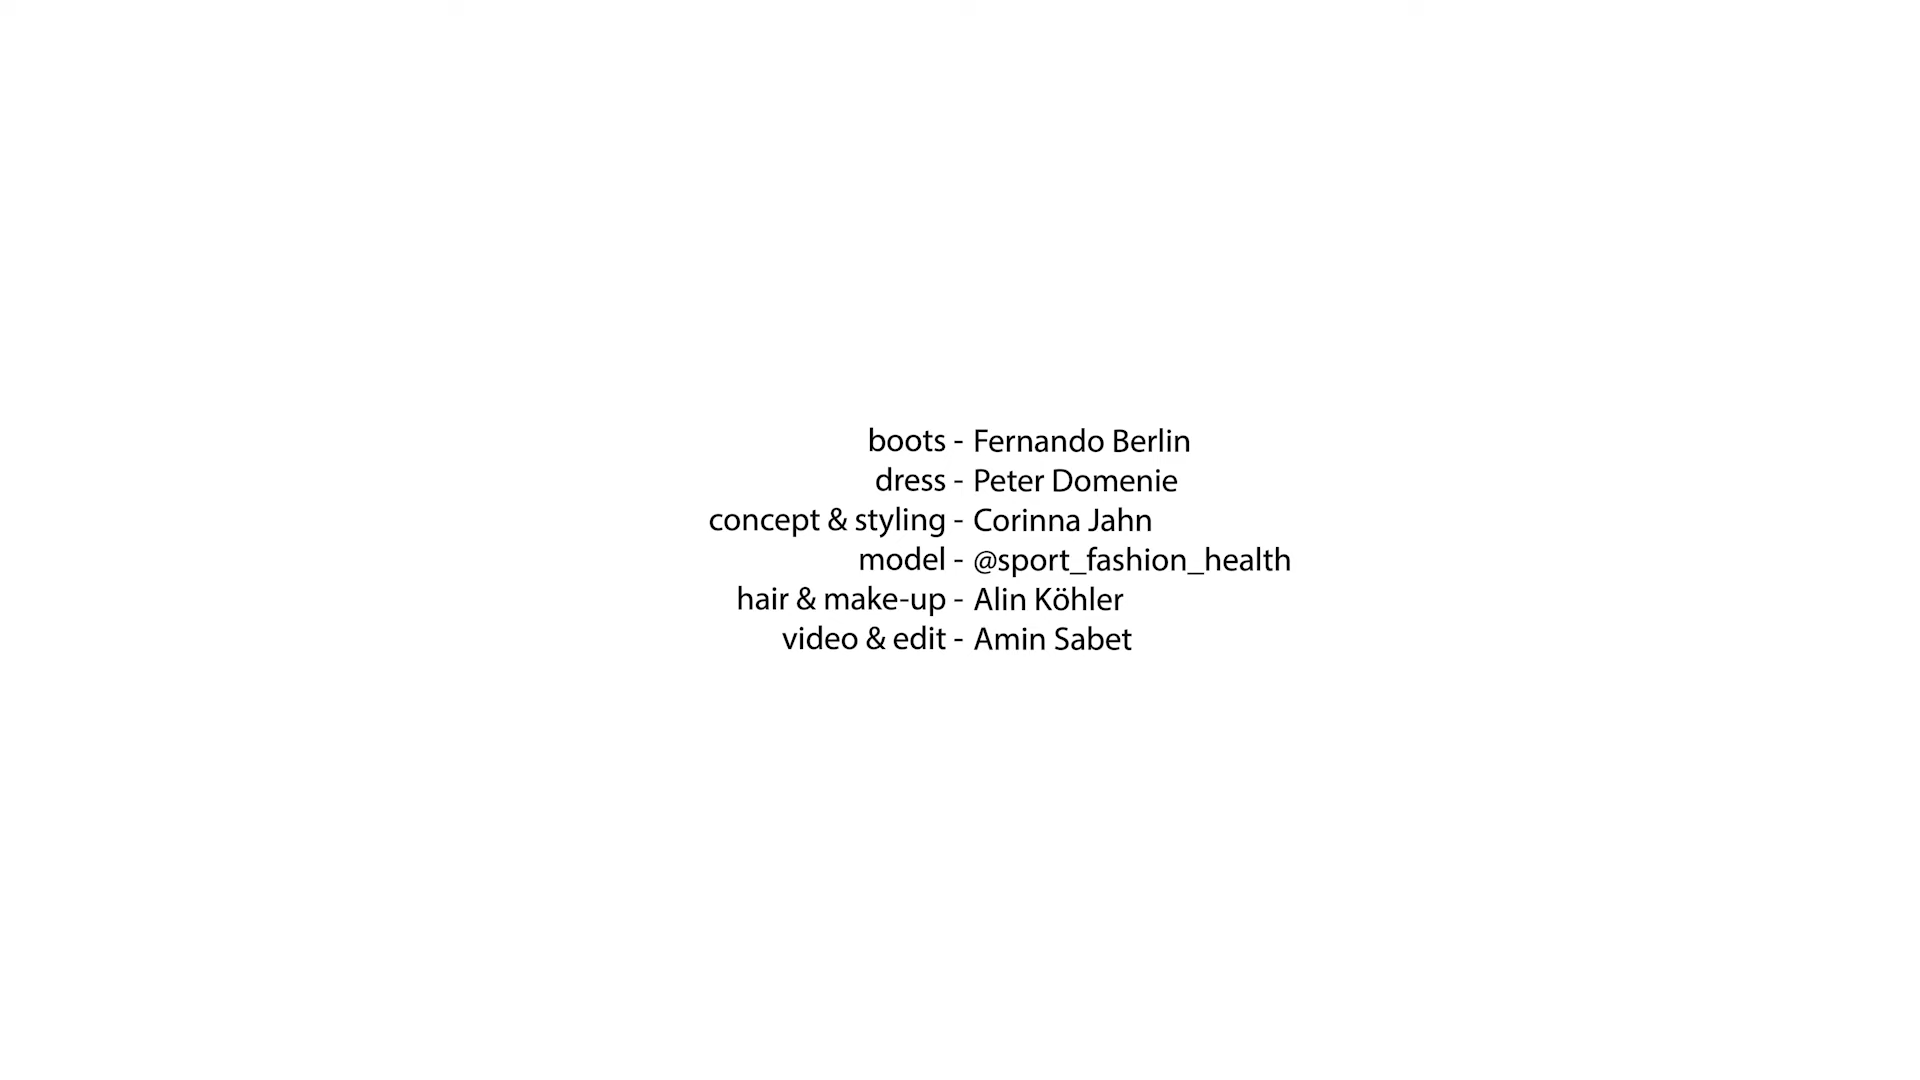 boots - Fernando Berlin
dress - Peter Domenie
concept & styling - Corinna Jahn
model - @sport_fashion_health
hair & make-up - Alin Köhler
video & edit - Amin Sabet